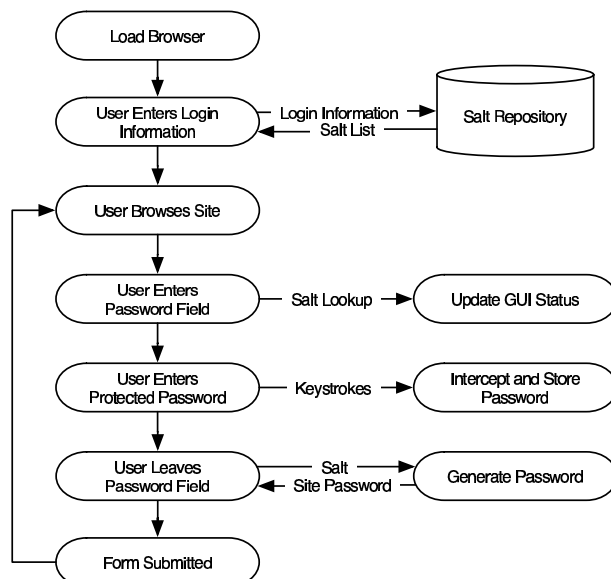 Load Browser
User Enters Login
Information
Login Information
Salt List
Salt Repository
User Browses Site
User Enters
Password Field
Salt Lookup
Update GUI Status
User Enters
Protected Password
Keystrokes
Intercept and Store
Password
User Leaves
Password Field
Salt
Site Password
Generate Password
Form Submitted